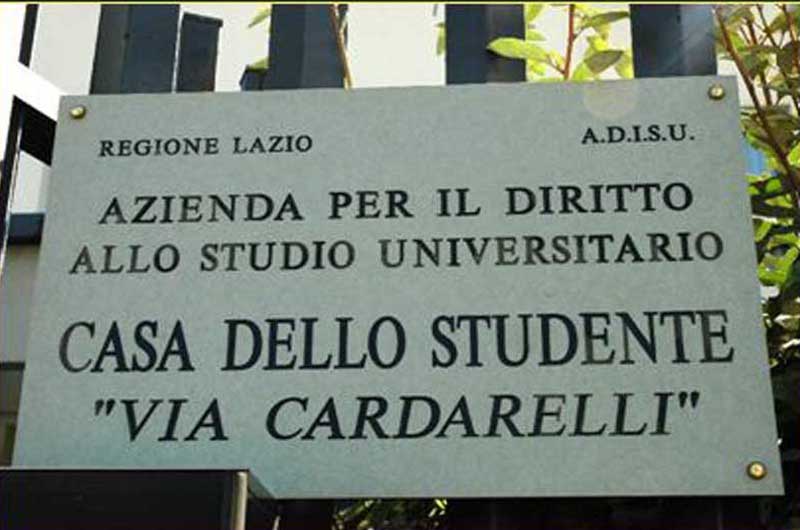 REGIONE LAZIO A.D.I.S.U.
AZIENDA PER IL DIRITTO
ALLO STUDIO UNIVERSITARIO
CASA DELLO STUDENTE
"VIA CARDARELLI"